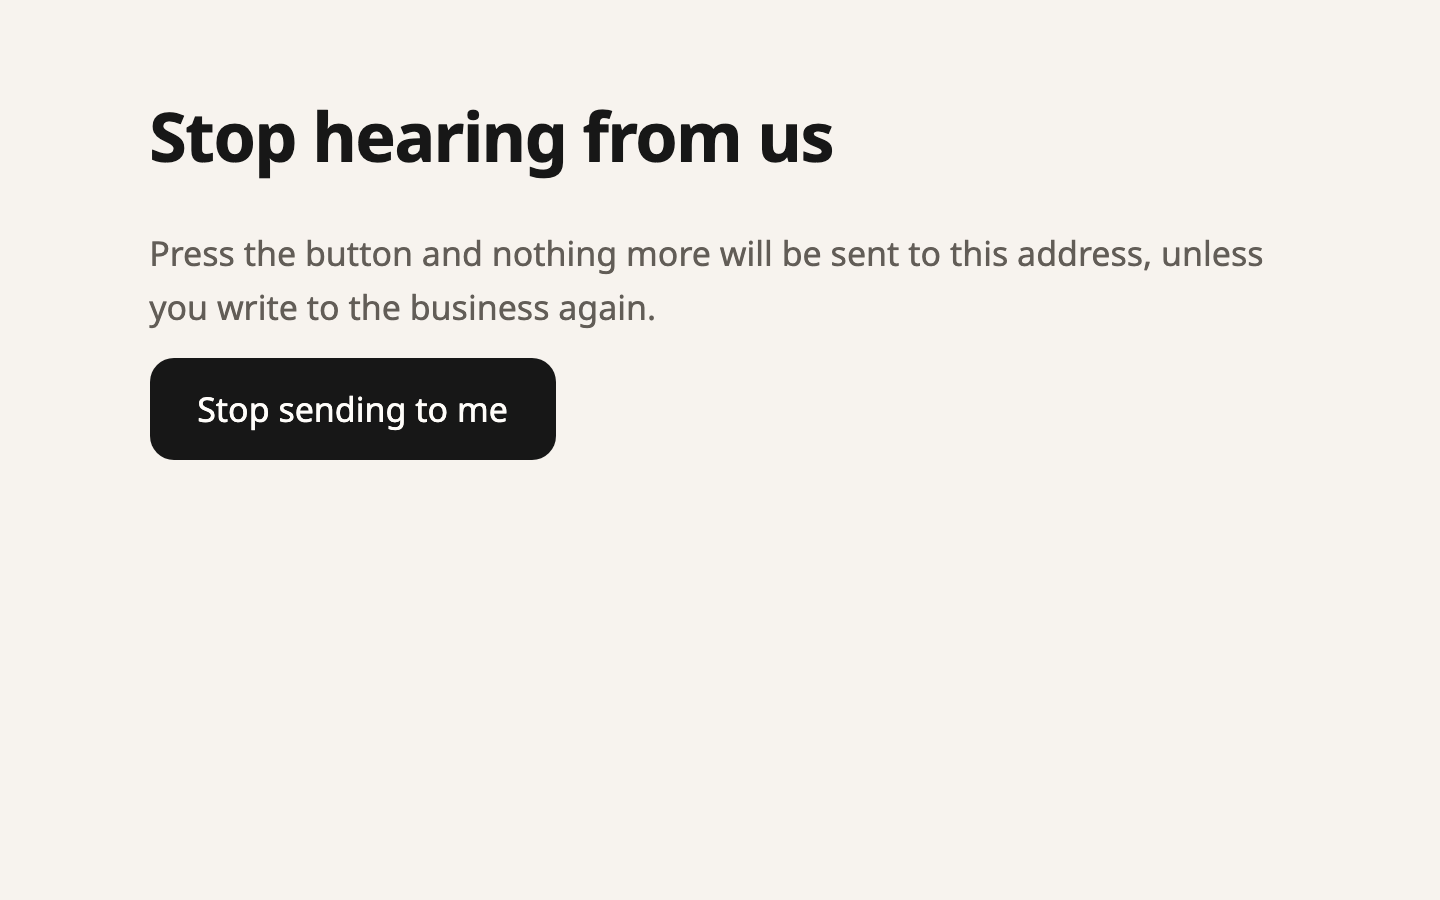 Stop hearing from us
Press the button and nothing more will be sent to this address, unless
you write to the business again.
Stop sending to me